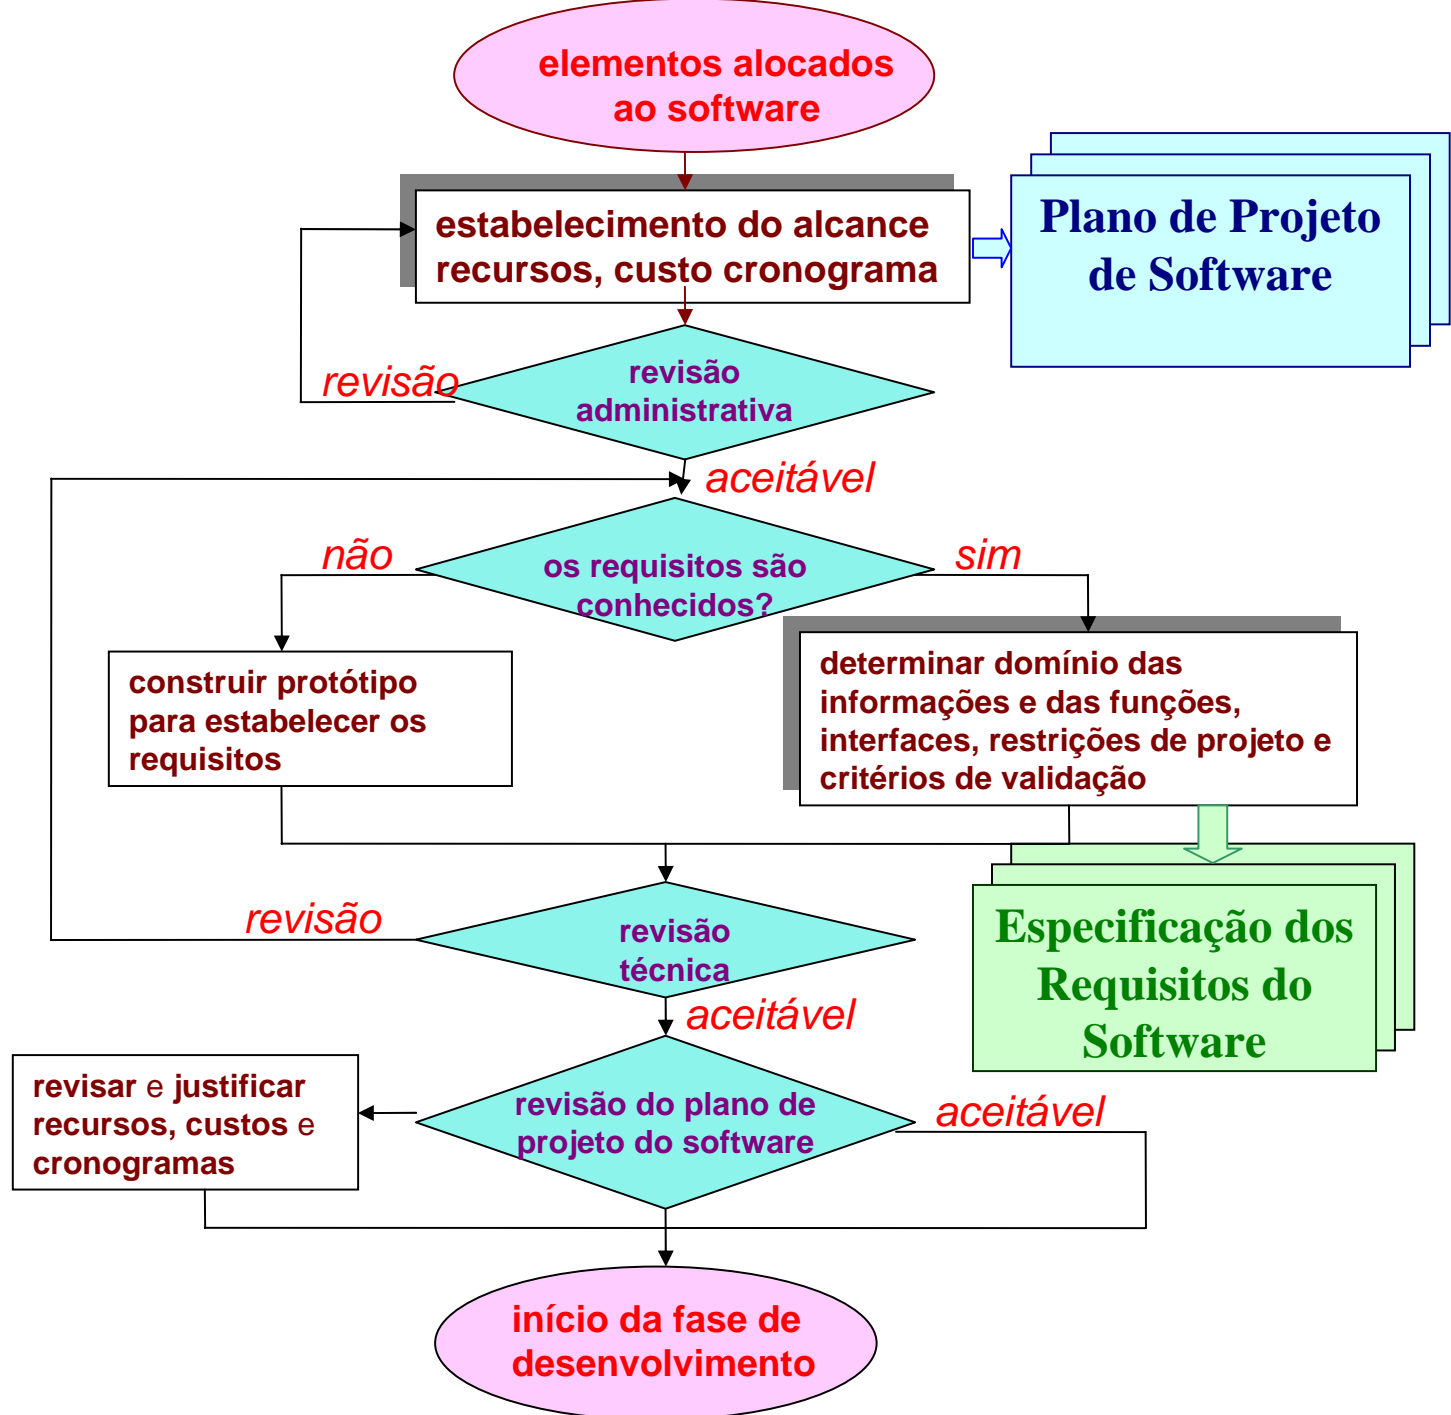 elementos alocados
ao software
estabelecimento do alcance
recursos, custo cronograma
Plano de Projeto
de Software
revisão
revisão
administrativa
aceitável
não
os requisitos são
conhecidos?
sim
construir protótipo
para estabelecer os
requisitos
determinar domínio das
informações e das funções,
interfaces, restrições de projeto e
critérios de validação
revisão
revisão
técnica
Especificação dos
Requisitos do
Software
aceitável
revisar e justificar
recursos, custos e
cronogramas
revisão do plano de
projeto do software
aceitável
início da fase de
desenvolvimento